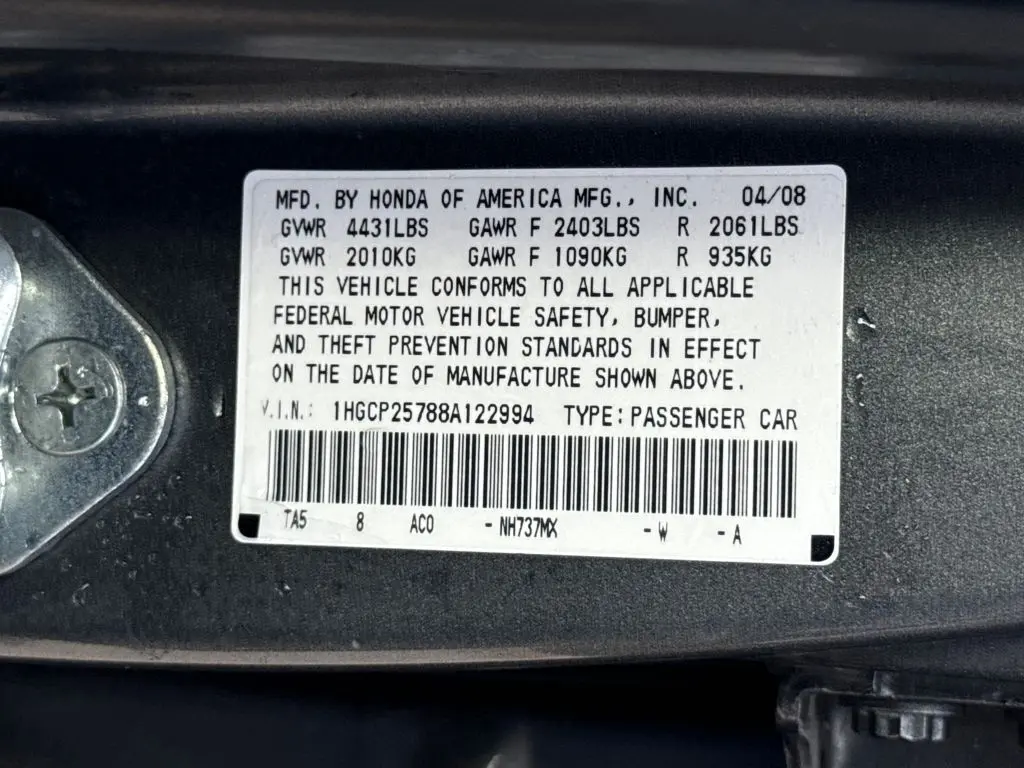 MFD. BY HONDA OF AMERICA MFG., INC. 04/08
GVWR 4431LBS GAWR F 2403LBS R 2061LBS
GVWR 2010KG GAWR F 1090KG R 935KG
THIS VEHICLE CONFORMS TO ALL APPLICABLE
FEDERAL MOTOR VEHICLE SAFETY, BUMPER,
AND THEFT PREVENTION STANDARDS IN EFFECT
ON THE DATE OF MANUFACTURE SHOWN ABOVE.
V.I.N.: 1HGCP25788A122994 TYPE: PASSENGER CAR
TA5 8 AC0 - NH737MX - W - A